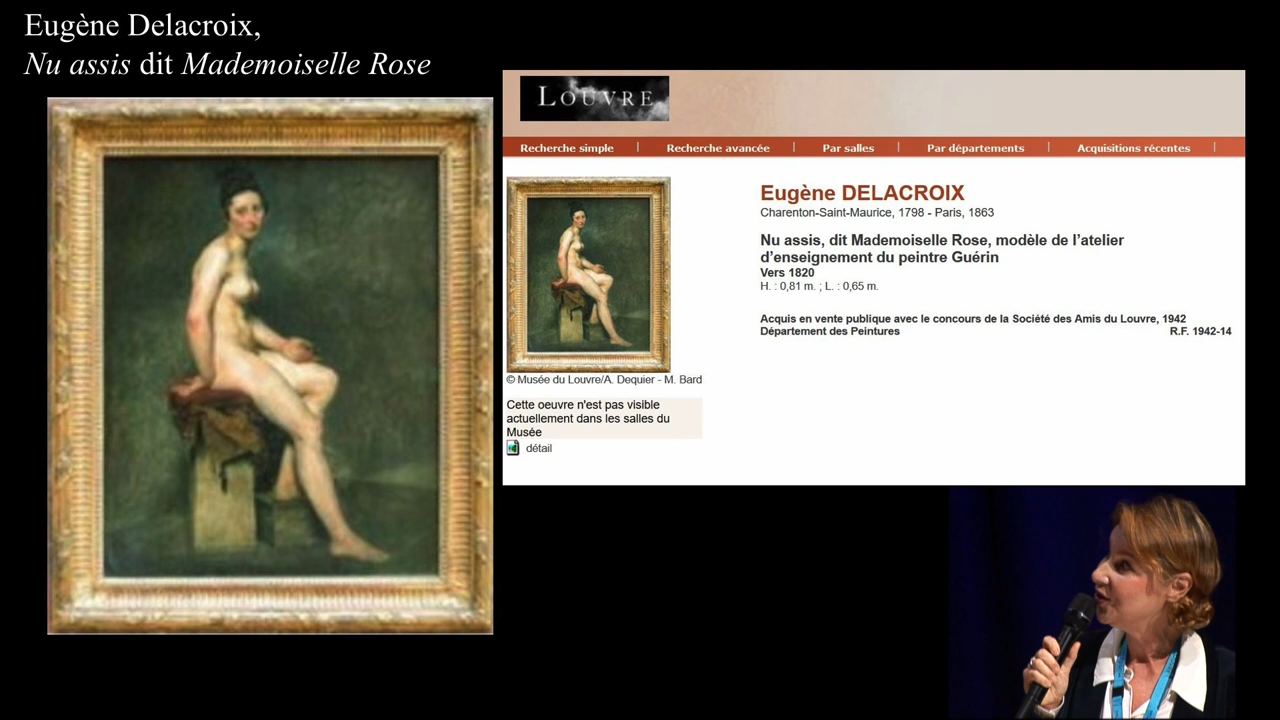 Eugène Delacroix,
Nu assis dit Mademoiselle Rose
LOUVRE
Recherche simple | Recherche avancée | Par salles | Par départements | Acquisitions récentes |
Eugène DELACROIX
Charenton-Saint-Maurice, 1798 - Paris, 1863
Nu assis, dit Mademoiselle Rose, modèle de l’atelier
d’enseignement du peintre Guérin
Vers 1820
H. : 0,81 m. ; L. : 0,65 m.
Acquis en vente publique avec le concours de la Société des Amis du Louvre, 1942
Département des Peintures R.F. 1942-14
© Musée du Louvre/A. Dequier - M. Bard
Cette oeuvre n'est pas visible
actuellement dans les salles du
Musée
détail